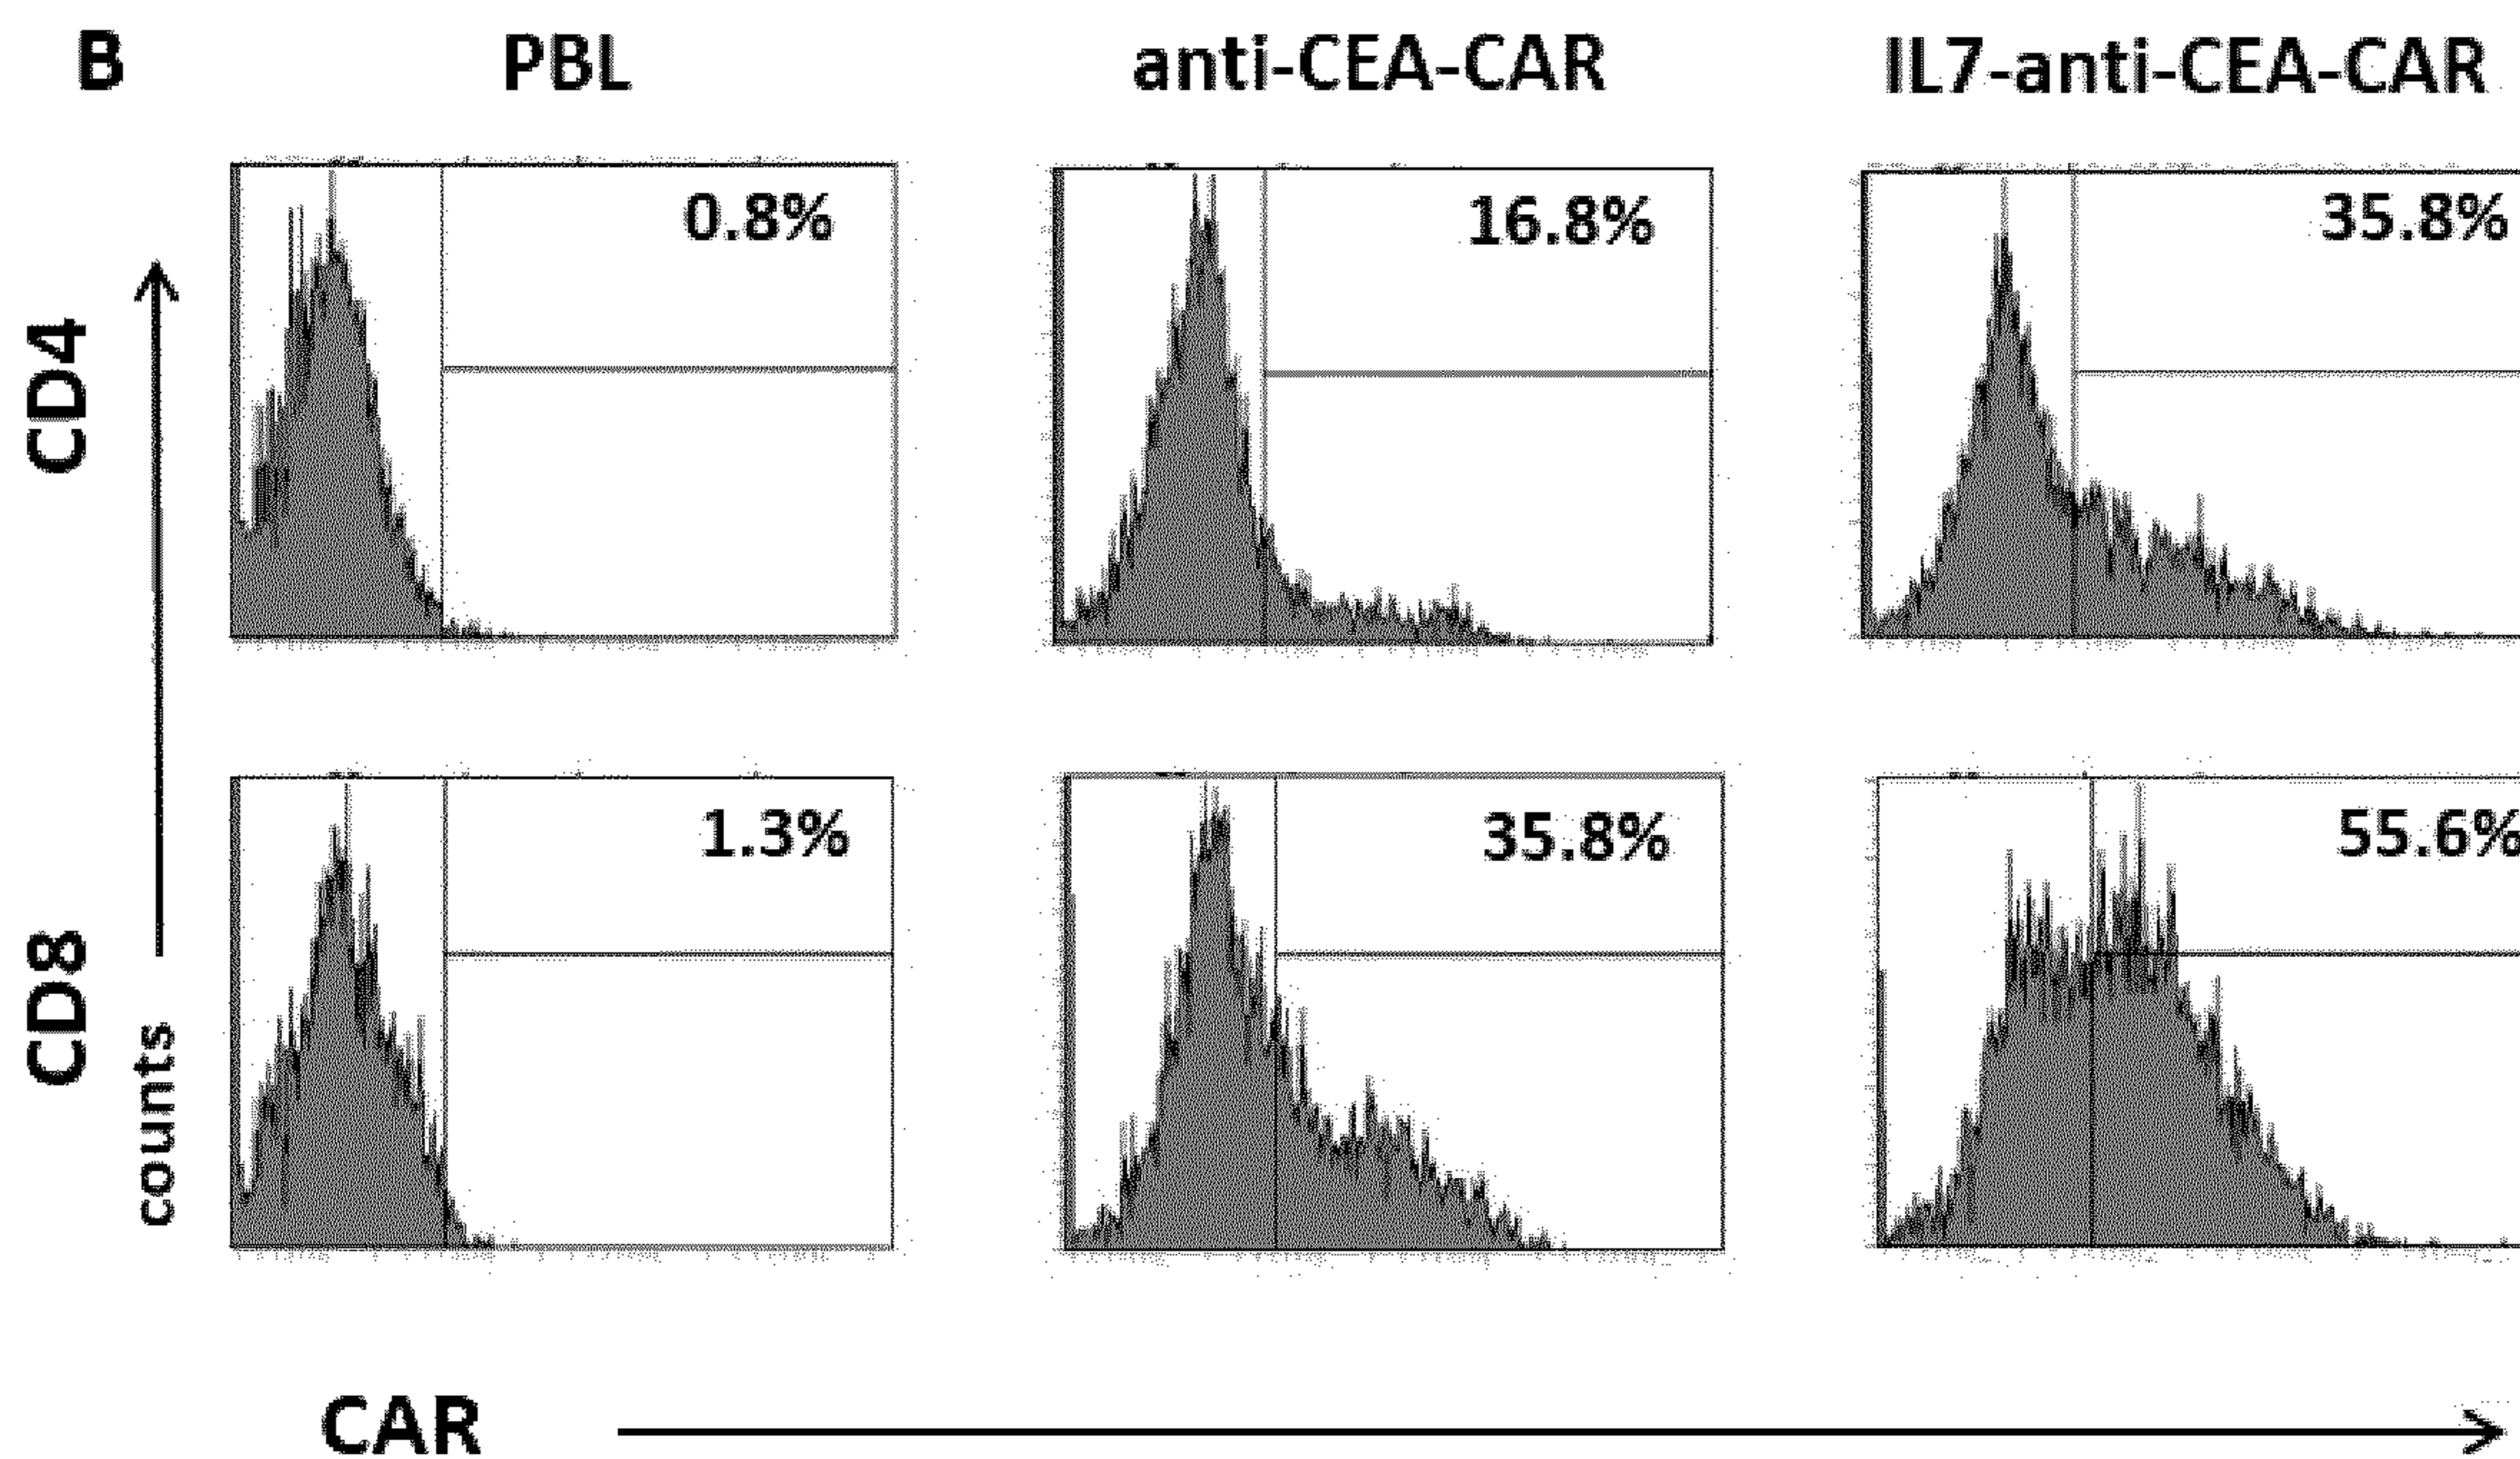 B PBL anti-CEA-CAR IL7-anti-CEA-CAR
CD4 0.8% 16.8% 35.8%
CD8 1.3% 35.8% 55.6%
counts
CAR